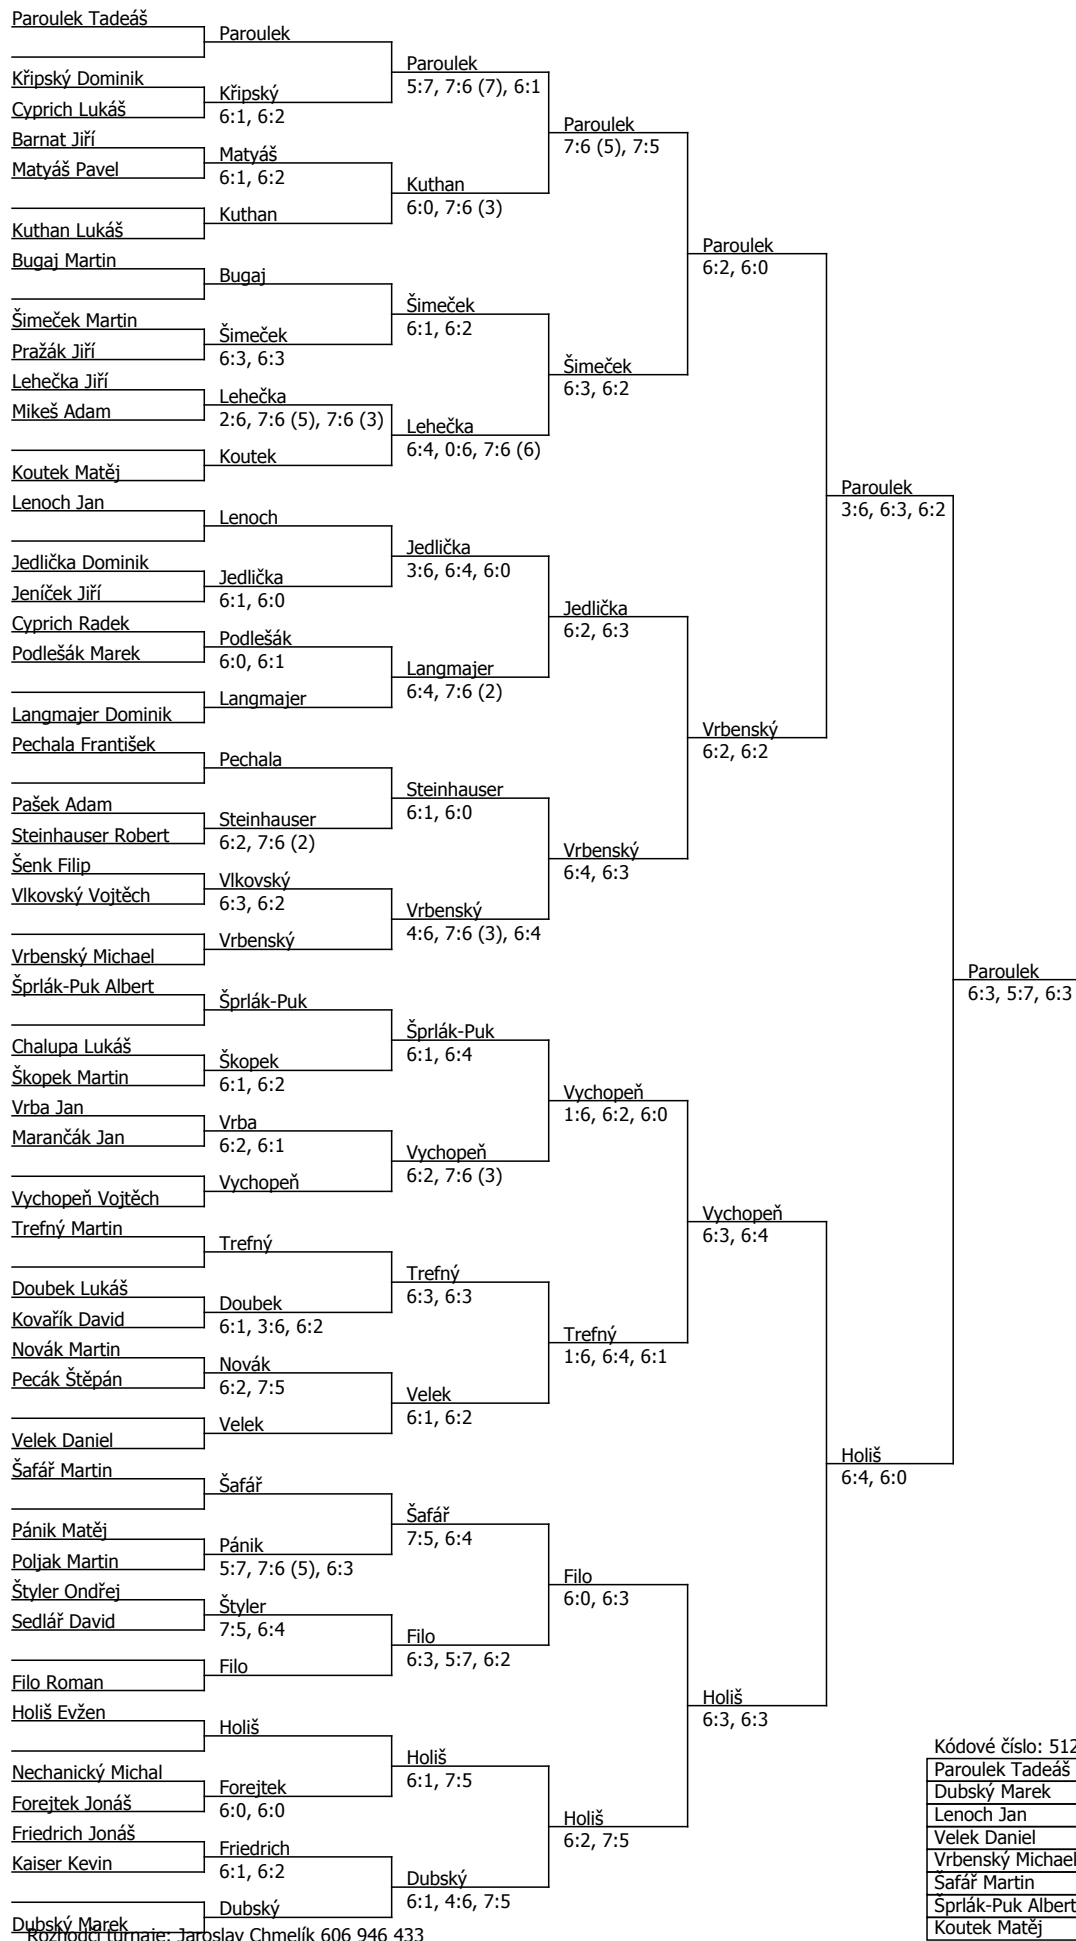 Paroulek Tadeáš
Paroulek
Paroulek
5:7, 7:6 (7), 6:1
Křipský Dominik
Křipský
Cyprich Lukáš
6:1, 6:2
Paroulek
7:6 (5), 7:5
Barnat Jiří
Matyáš
Matyáš Pavel
6:1, 6:2
Kuthan
6:0, 7:6 (3)
Kuthan
Kuthan Lukáš
Paroulek
6:2, 6:0
Bugaj Martin
Bugaj
Šimeček
6:1, 6:2
Šimeček Martin
Šimeček
Pražák Jiří
6:3, 6:3
Šimeček
6:3, 6:2
Lehečka Jiří
Lehečka
Mikeš Adam
2:6, 7:6 (5), 7:6 (3)
Lehečka
6:4, 0:6, 7:6 (6)
Koutek
Koutek Matěj
Paroulek
3:6, 6:3, 6:2
Lenoch Jan
Lenoch
Jedlička
3:6, 6:4, 6:0
Jedlička Dominik
Jedlička
Jeníček Jiří
6:1, 6:0
Jedlička
6:2, 6:3
Cyprich Radek
Podlešák
Podlešák Marek
6:0, 6:1
Langmajer
6:4, 7:6 (2)
Langmajer
Langmajer Dominik
Vrbenský
6:2, 6:2
Pechala František
Pechala
Steinhauser
6:1, 6:0
Pašek Adam
Steinhauser
Steinhauser Robert
6:2, 7:6 (2)
Vrbenský
6:4, 6:3
Šenk Filip
Vlkovský
Vlkovský Vojtěch
6:3, 6:2
Vrbenský
4:6, 7:6 (3), 6:4
Vrbenský
Vrbenský Michael
Paroulek
6:3, 5:7, 6:3
Šprlák-Puk Albert
Šprlák-Puk
Šprlák-Puk
6:1, 6:4
Chalupa Lukáš
Škopek
Škopek Martin
6:1, 6:2
Vychopeň
1:6, 6:2, 6:0
Vrba Jan
Vrba
Marančák Jan
6:2, 6:1
Vychopeň
6:2, 7:6 (3)
Vychopeň
Vychopeň Vojtěch
Vychopeň
6:3, 6:4
Trefný Martin
Trefný
Trefný
6:3, 6:3
Doubek Lukáš
Doubek
Kovařík David
6:1, 3:6, 6:2
Trefný
1:6, 6:4, 6:1
Novák Martin
Novák
Pecák Štěpán
6:2, 7:5
Velek
6:1, 6:2
Velek
Velek Daniel
Holiš
6:4, 6:0
Šafář Martin
Šafář
Šafář
7:5, 6:4
Pánik Matěj
Pánik
Poljak Martin
5:7, 7:6 (5), 6:3
Filo
6:0, 6:3
Štyler Ondřej
Štyler
Sedlář David
7:5, 6:4
Filo
6:3, 5:7, 6:2
Filo
Filo Roman
Holiš
6:3, 6:3
Holiš Evžen
Holiš
Holiš
6:1, 7:5
Nechanický Michal
Forejtek
Forejtek Jonáš
6:0, 6:0
Holiš
6:2, 7:5
Friedrich Jonáš
Friedrich
Kaiser Kevin
6:1, 6:2
Dubský
6:1, 4:6, 7:5
Dubský
Dubský Marek
Rozhodčí turnaje: Jaroslav Chmelík 606 946 433
Kódové číslo: 512
Paroulek Tadeáš
Dubský Marek
Lenoch Jan
Velek Daniel
Vrbenský Michael
Šafář Martin
Šprlák-Puk Albert
Koutek Matěj